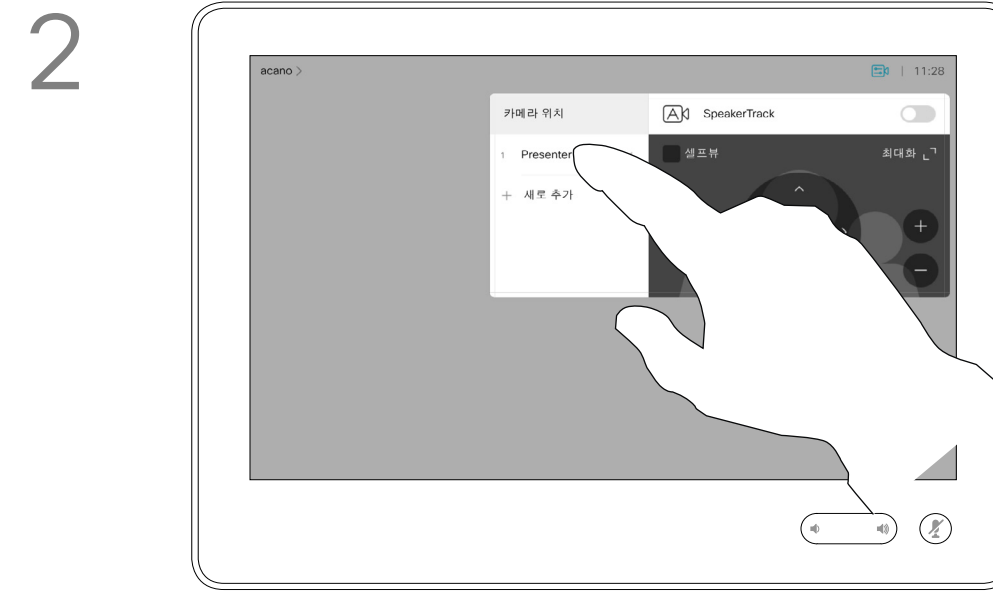 2
acano >
11:28
카메라 위치
SpeakerTrack
1 Presenter
셀프뷰
최대화
+ 새로 추가